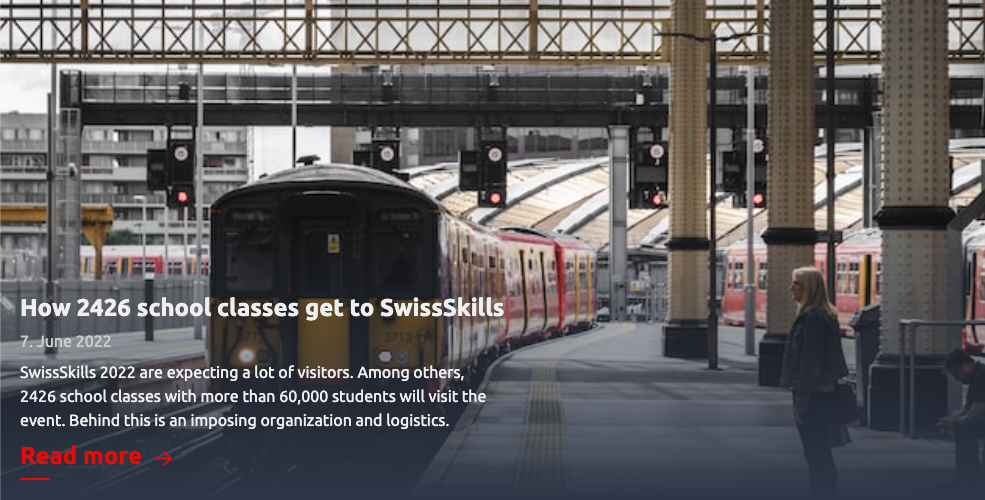 How 2426 school classes get to SwissSkills
7. June 2022
SwissSkills 2022 are expecting a lot of visitors. Among others,
2426 school classes with more than 60,000 students will visit the
event. Behind this is an imposing organization and logistics.
Read more →